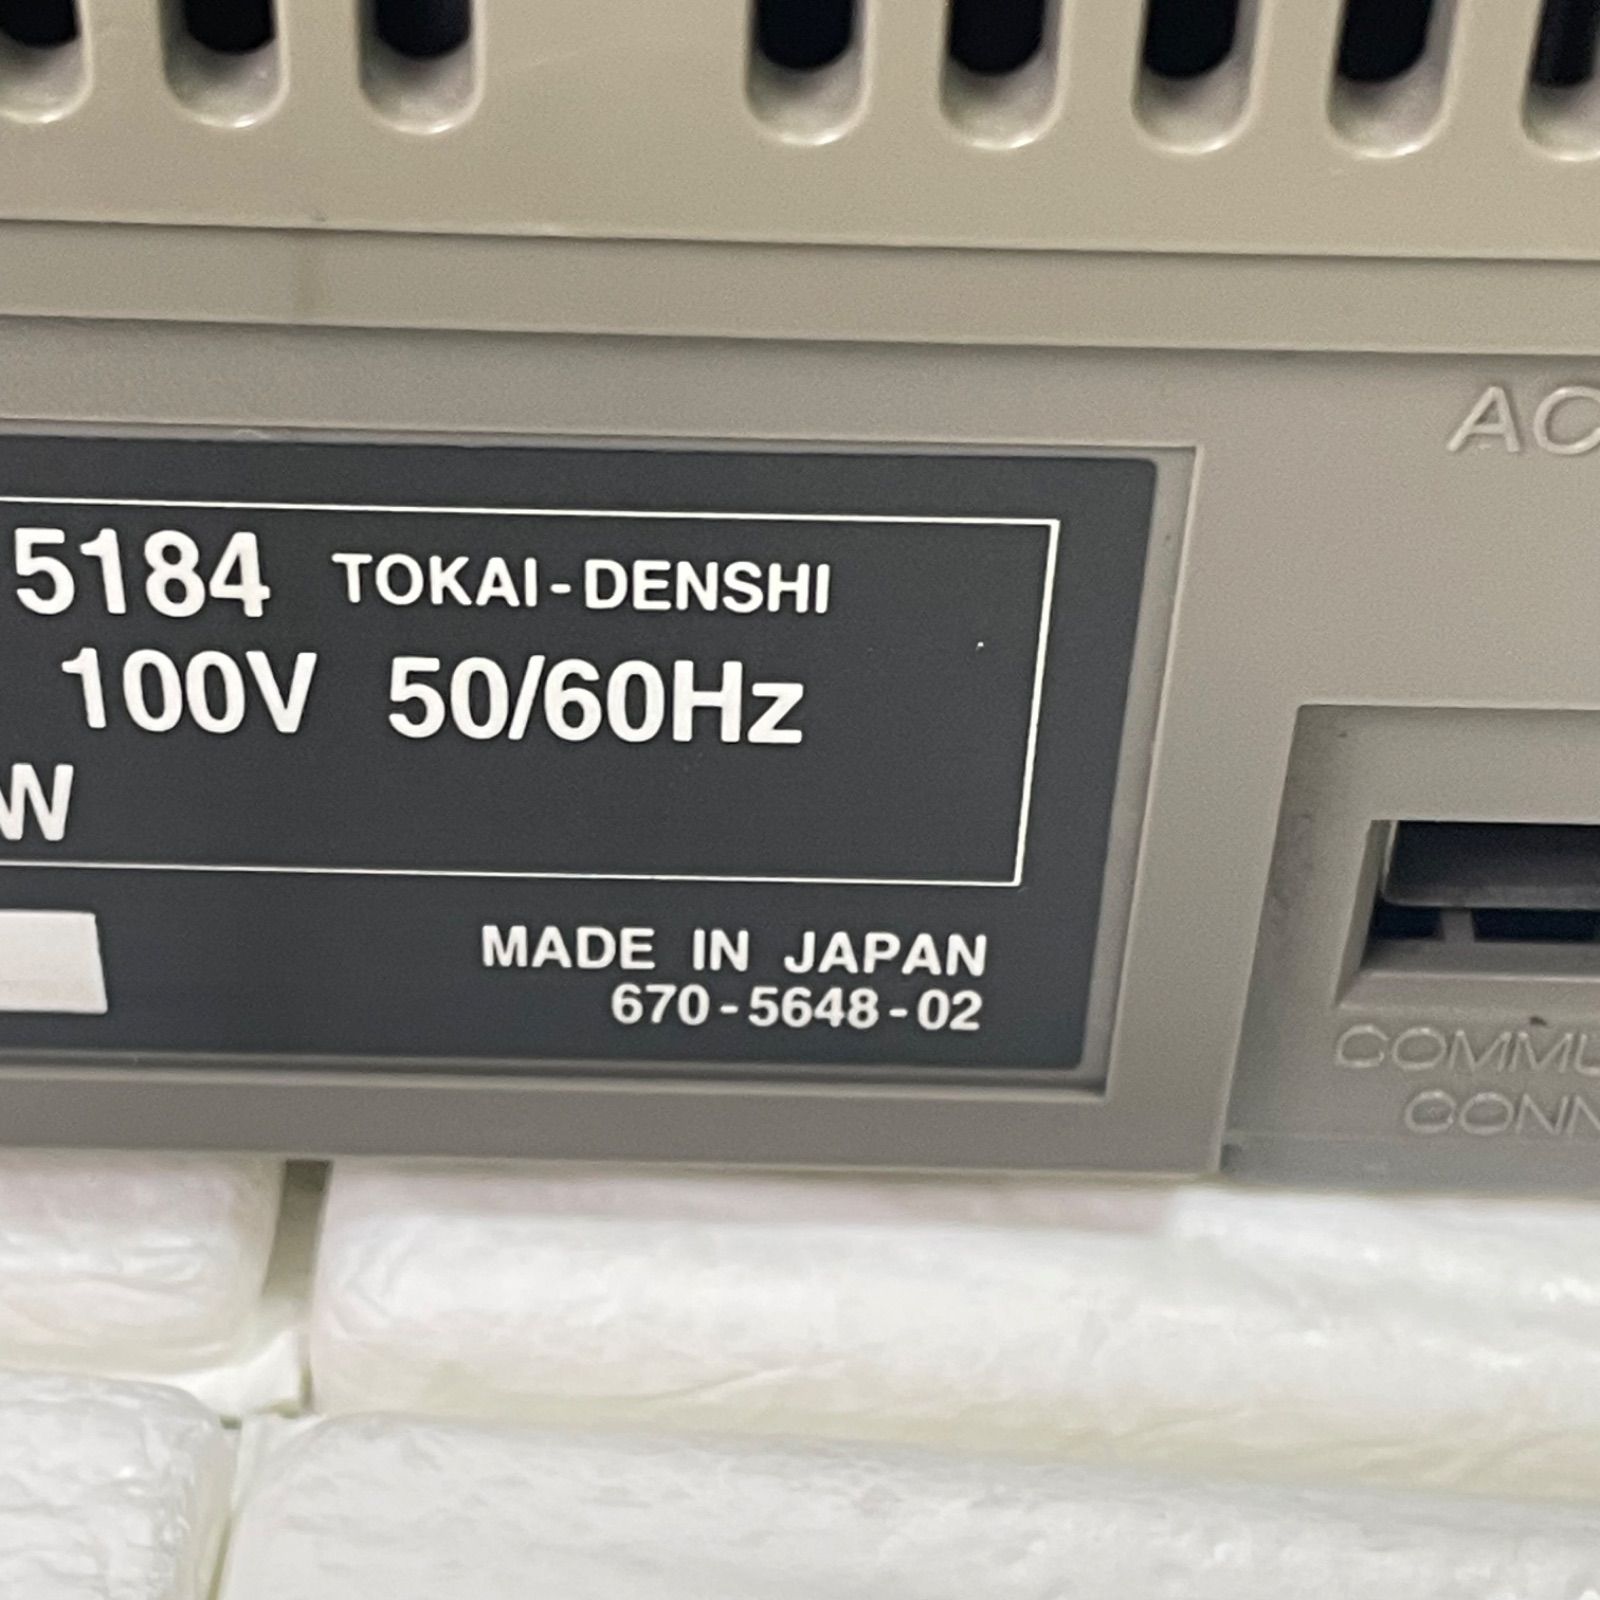 AC
5184 TOKAI-DENSHI
100V 50/60Hz
W
MADE IN JAPAN
670-5648-02
COMMU
CONN